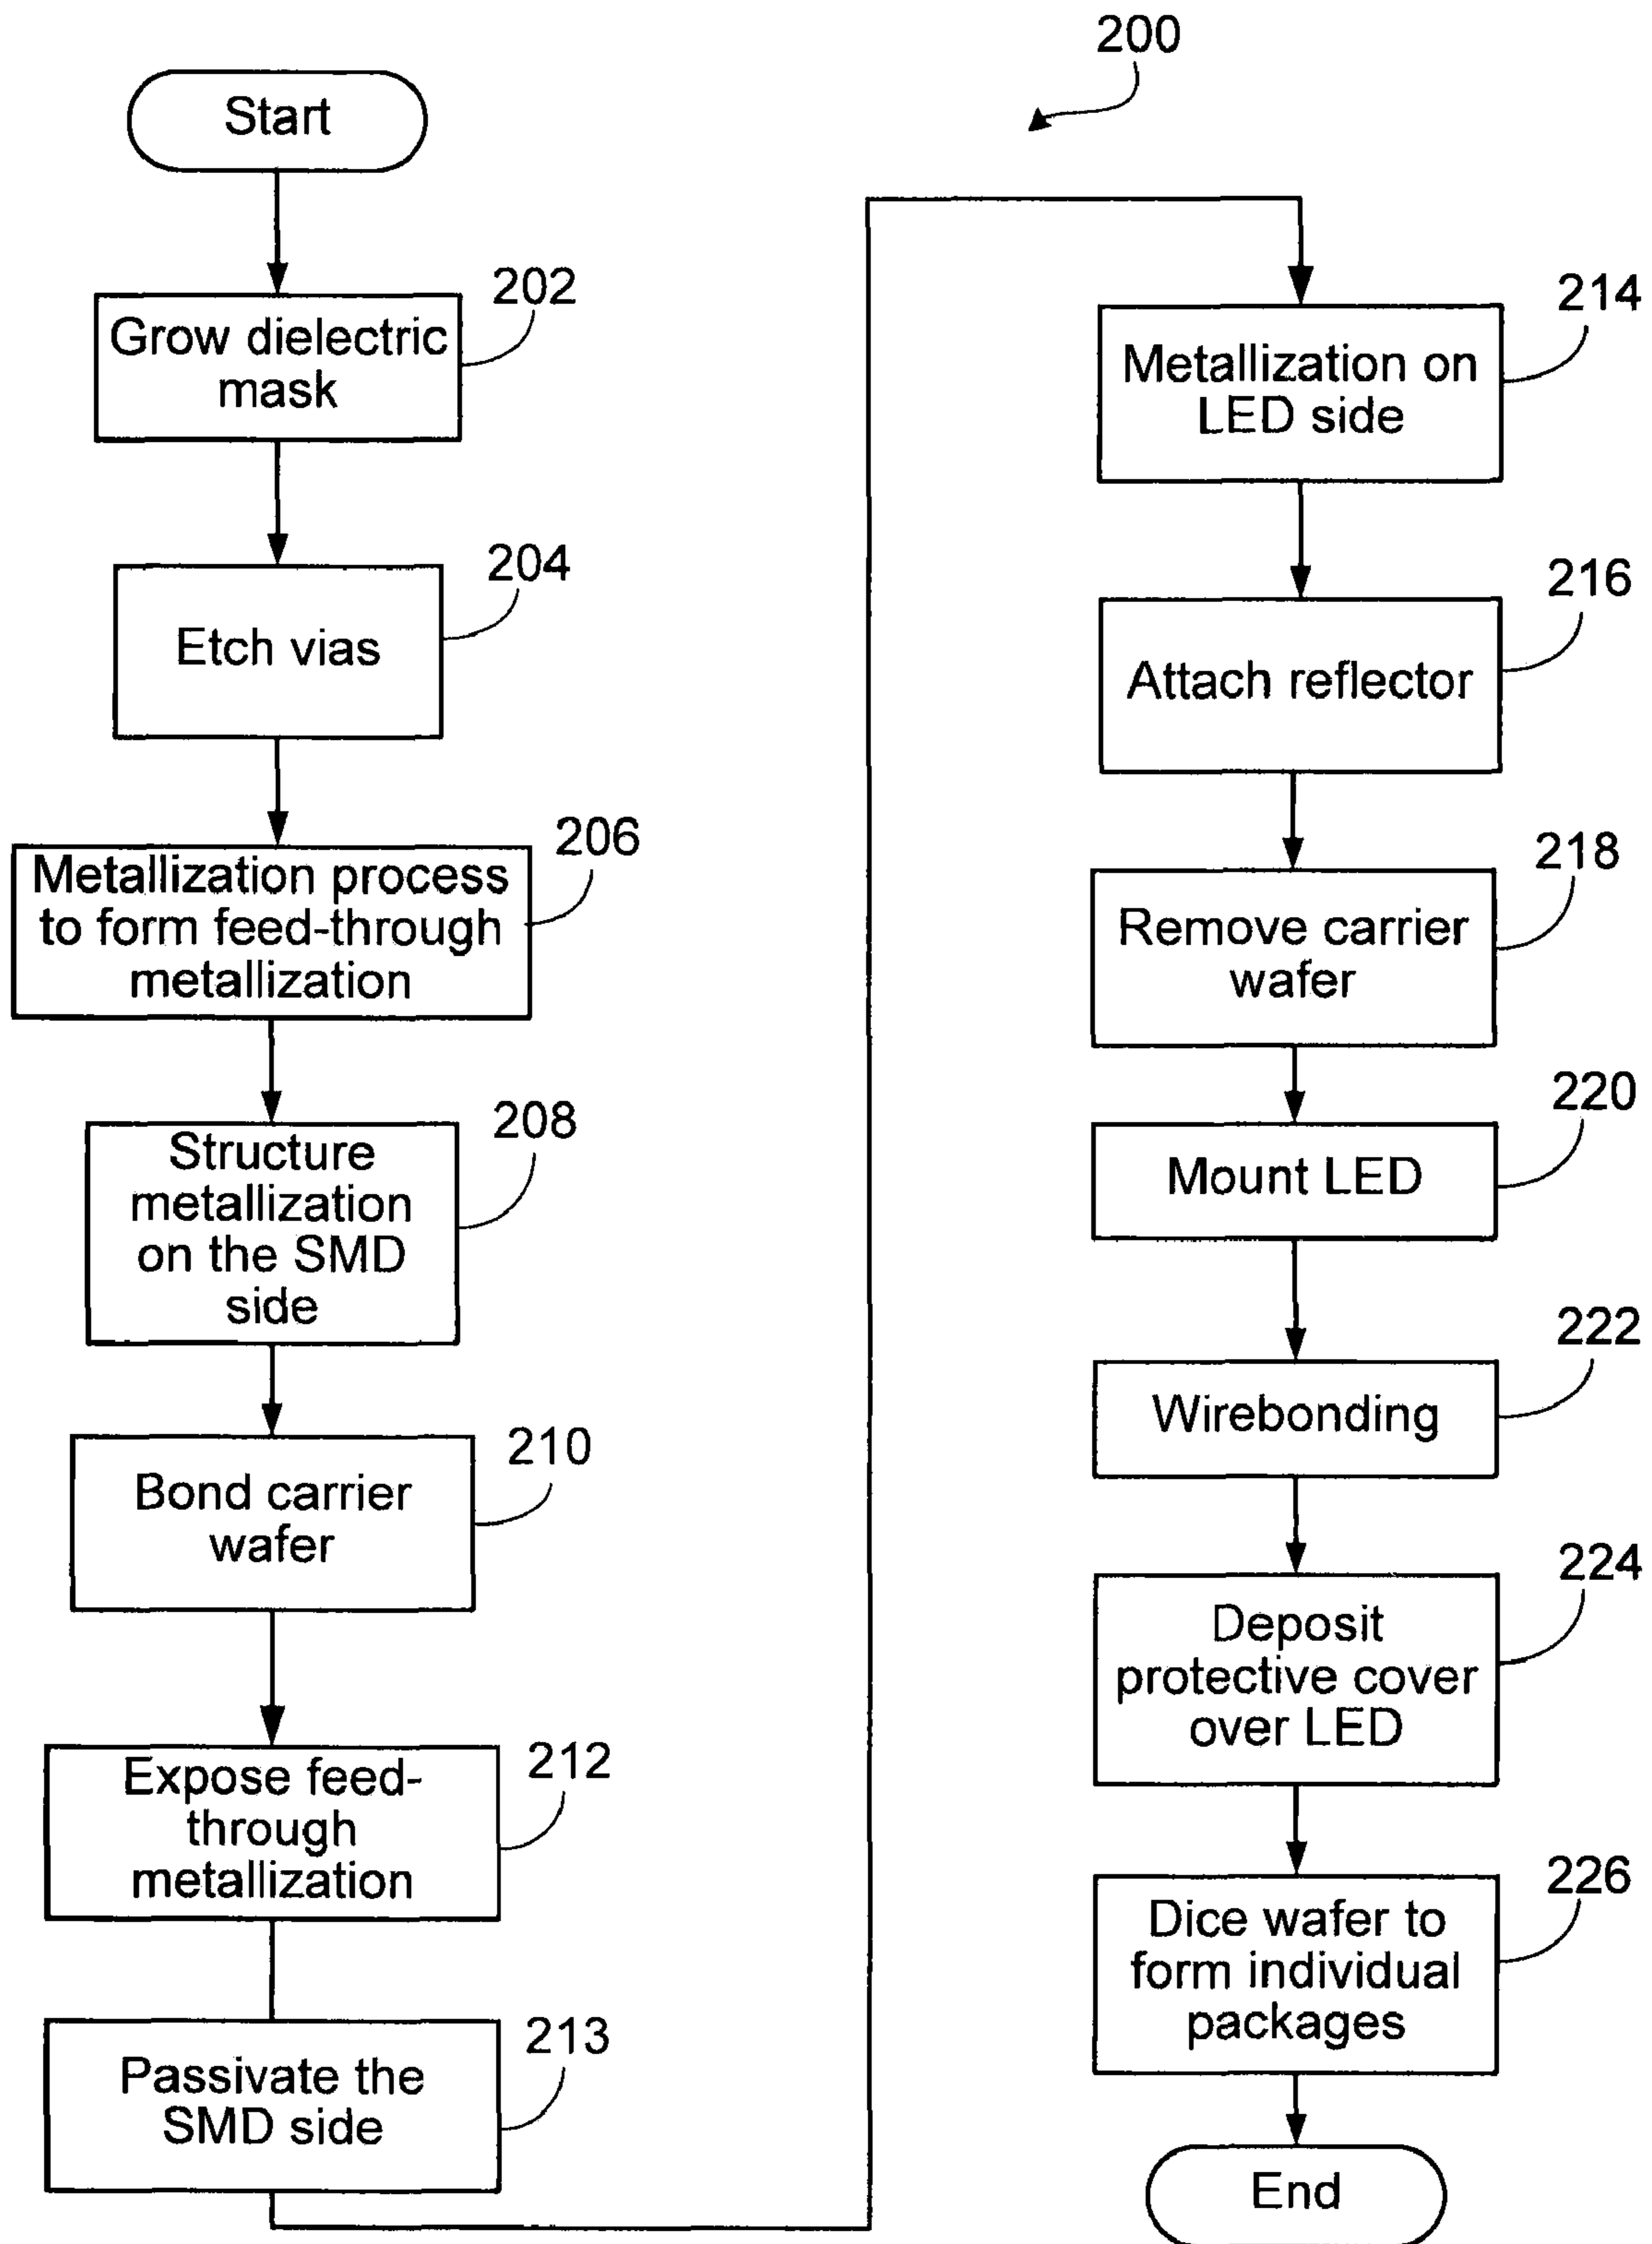 200
Start
202
Grow dielectric
mask
204
Etch vias
206
Metallization process
to form feed-through
metallization
208
Structure
metallization
on the SMD
side
210
Bond carrier
wafer
212
Expose feed-
through
metallization
213
Passivate the
SMD side
214
Metallization on
LED side
216
Attach reflector
218
Remove carrier
wafer
220
Mount LED
222
Wirebonding
224
Deposit
protective cover
over LED
226
Dice wafer to
form individual
packages
End